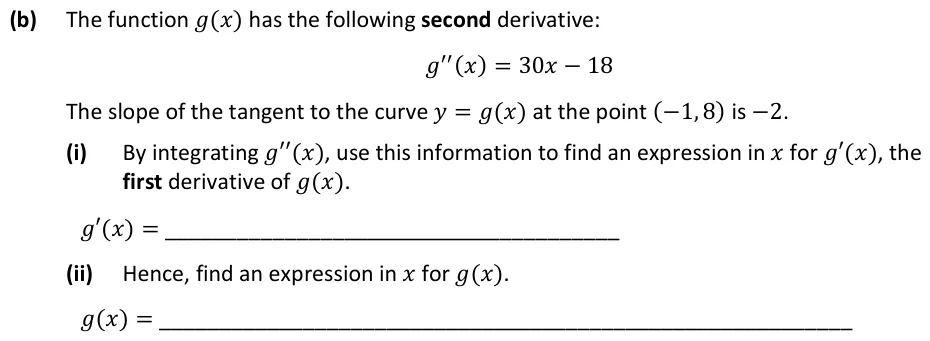 (b) The function g(x) has the following second derivative:
g''(x) = 30x − 18
The slope of the tangent to the curve y = g(x) at the point (−1, 8) is −2.
(i) By integrating g''(x), use this information to find an expression in x for g'(x), the
first derivative of g(x).
g'(x) = ____________________
(ii) Hence, find an expression in x for g(x).
g(x) = ____________________